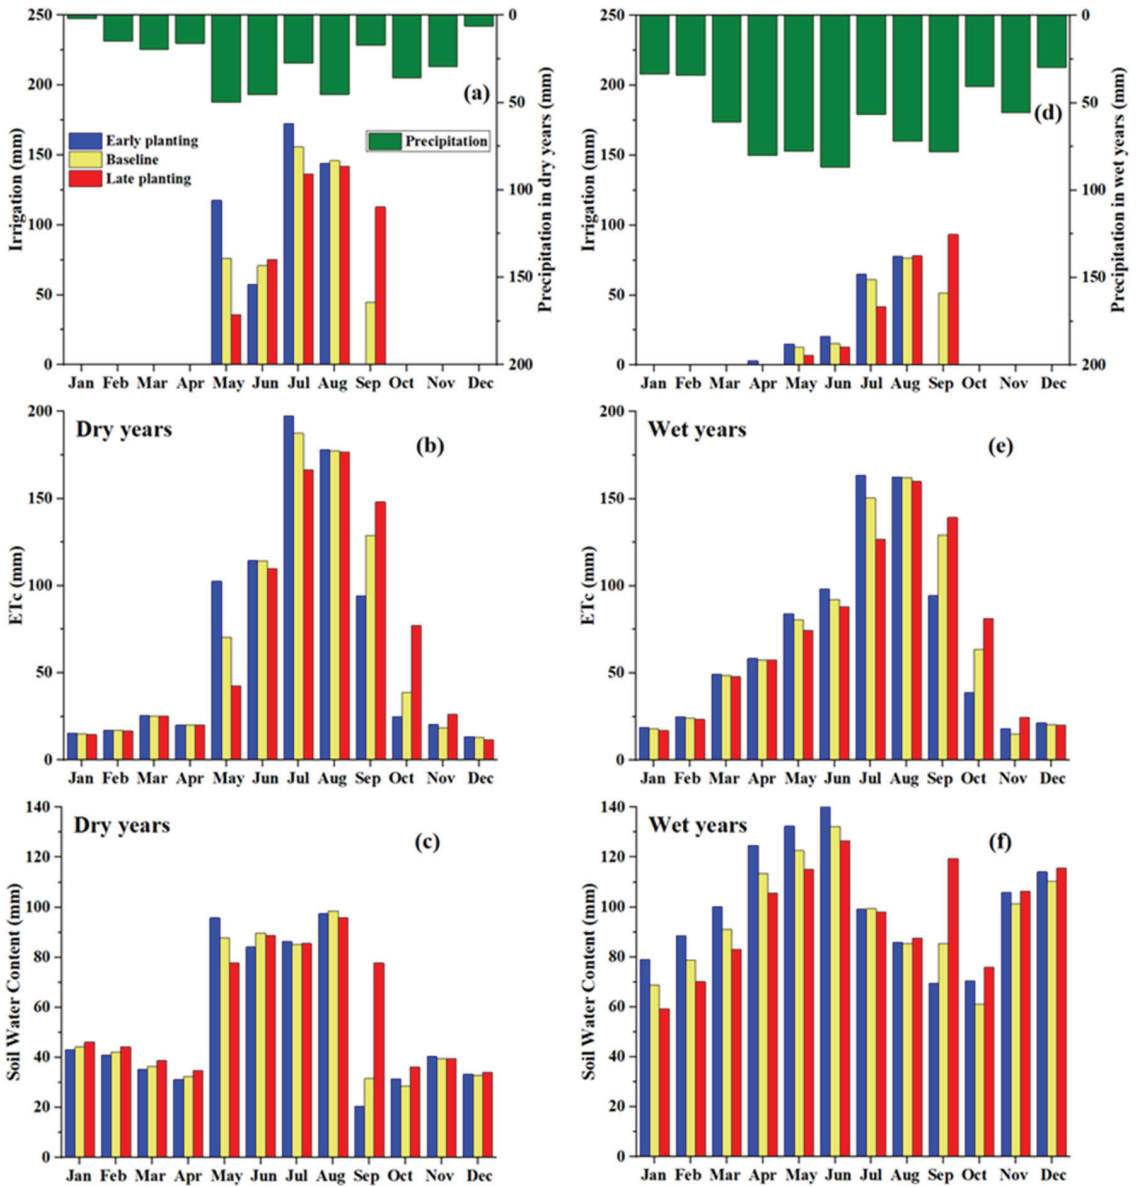 250
200
150
100
50
0
Irrigation (mm)
0
50
100
150
200
Precipitation in dry years (mm)
(a)
Early planting
Baseline
Late planting
Precipitation
Jan Feb Mar Apr May Jun Jul Aug Sep Oct Nov Dec
250
200
150
100
50
0
Irrigation (mm)
0
50
100
150
200
Precipitation in wet years (mm)
(d)
Jan Feb Mar Apr May Jun Jul Aug Sep Oct Nov Dec
200
150
100
50
0
ETc (mm)
Dry years
(b)
Jan Feb Mar Apr May Jun Jul Aug Sep Oct Nov Dec
200
150
100
50
0
ETc (mm)
Wet years
(e)
Jan Feb Mar Apr May Jun Jul Aug Sep Oct Nov Dec
140
120
100
80
60
40
20
0
Soil Water Content (mm)
Dry years
(c)
Jan Feb Mar Apr May Jun Jul Aug Sep Oct Nov Dec
140
120
100
80
60
40
20
0
Soil Water Content (mm)
Wet years
(f)
Jan Feb Mar Apr May Jun Jul Aug Sep Oct Nov Dec